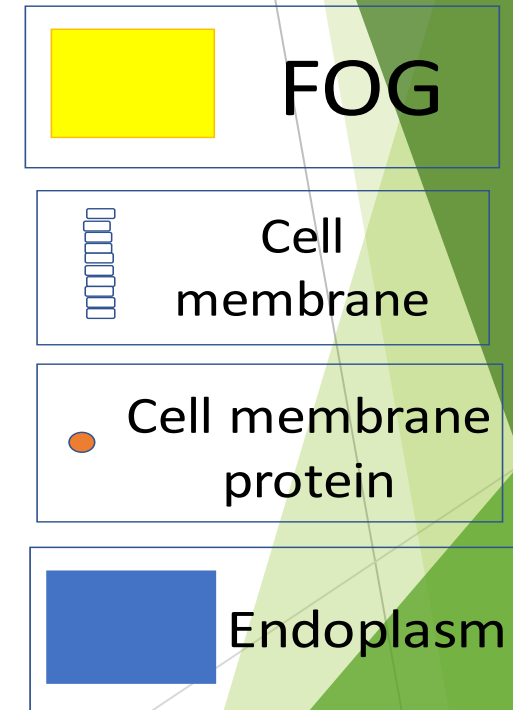 FOG
Cell
membrane
Cell membrane
protein
Endoplasm